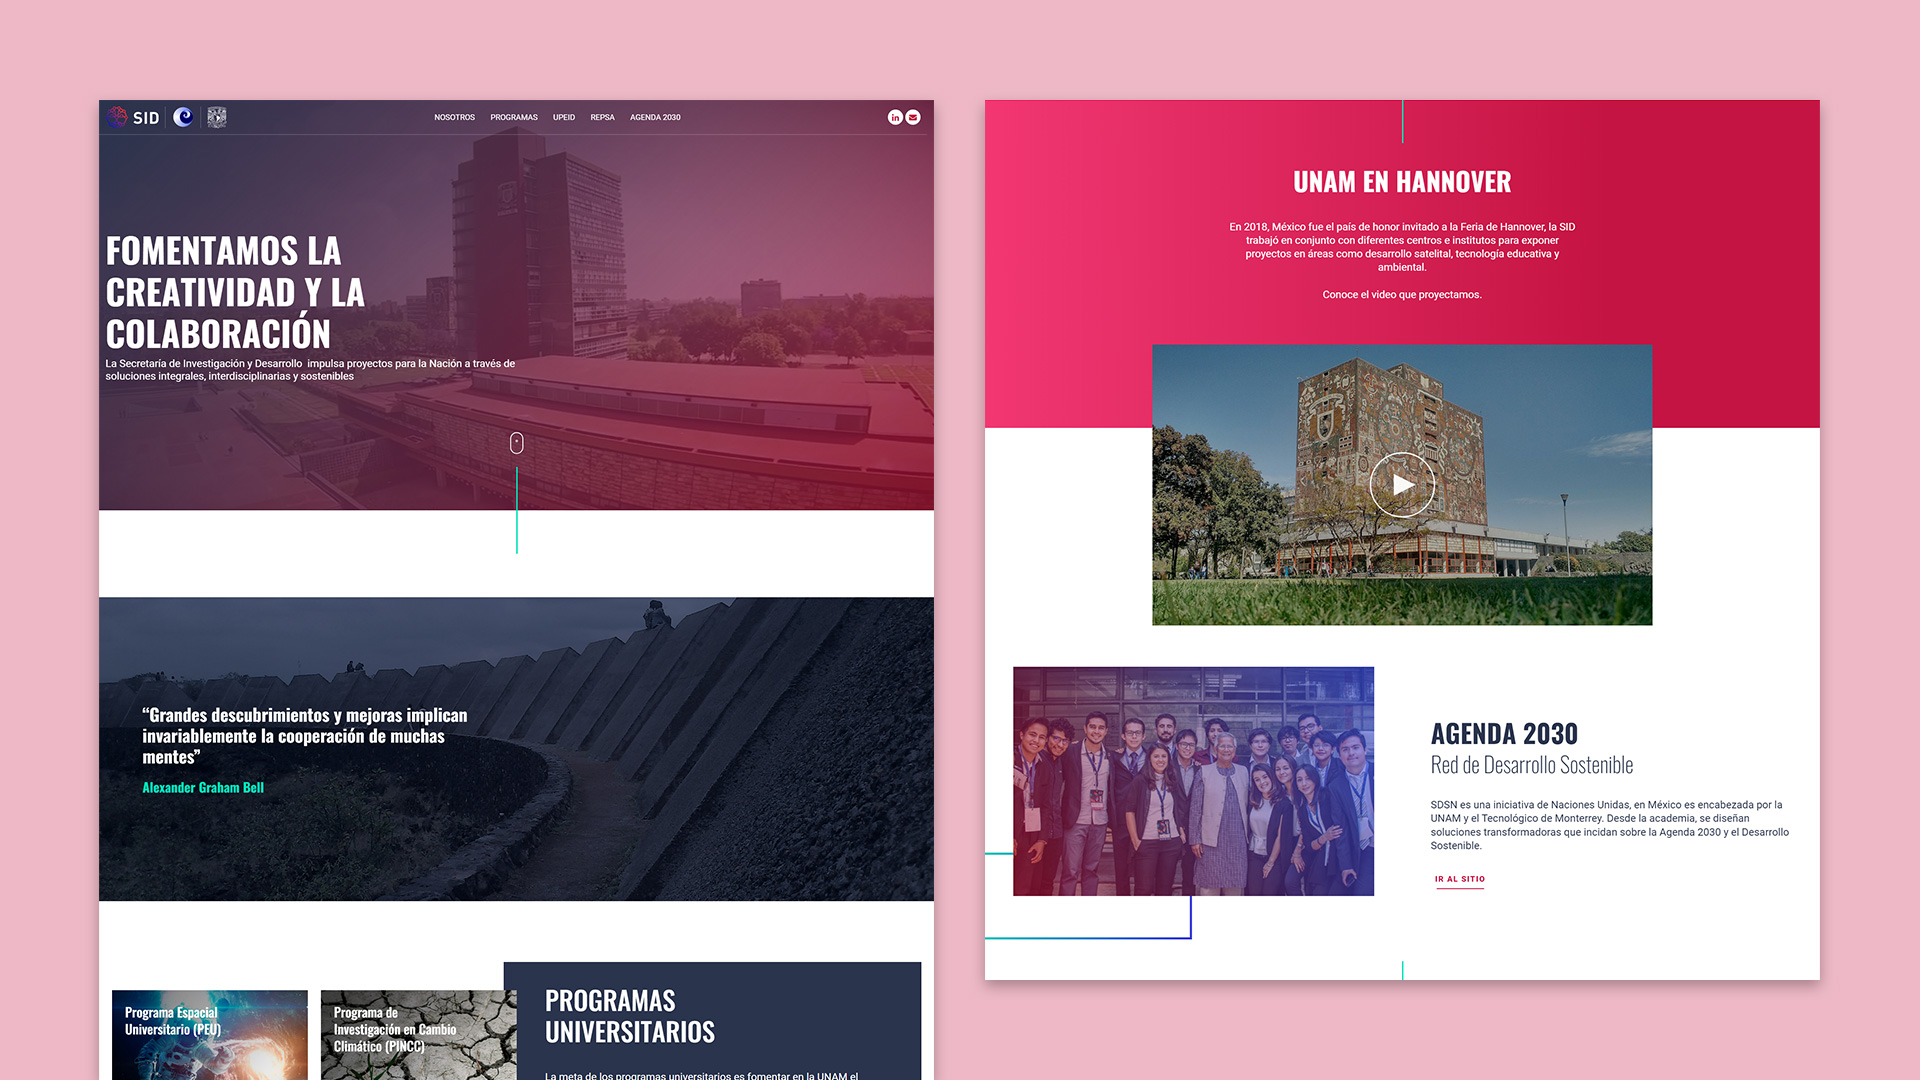 SID
NOSOTROS
PROGRAMAS
UPEID
REPSA
AGENDA 2030
in
FOMENTAMOS LA
CREATIVIDAD Y LA
COLABORACIÓN
La Secretaría de Investigación y Desarrollo impulsa proyectos para la Nación a través de
soluciones integrales, interdisciplinarias y sostenibles
“Grandes descubrimientos y mejoras implican
invariablemente la cooperación de muchas
mentes”
Alexander Graham Bell
Programa Espacial
Universitario (PEU)
Programa de
Investigación en Cambio
Climático (PINCC)
PROGRAMAS
UNIVERSITARIOS
La meta de los programas universitarios es fomentar en la UNAM el
UNAM EN HANNOVER
En 2018, México fue el país de honor invitado a la Feria de Hannover, la SID
trabajó en conjunto con diferentes centros e institutos para exponer
proyectos en áreas como desarrollo satelital, tecnología educativa y
ambiental.
Conoce el video que proyectamos.
AGENDA 2030
Red de Desarrollo Sostenible
SDSN es una iniciativa de Naciones Unidas, en México es encabezada por la
UNAM y el Tecnológico de Monterrey. Desde la academia, se diseñan
soluciones transformadoras que incidan sobre la Agenda 2030 y el Desarrollo
Sostenible.
IR AL SITIO